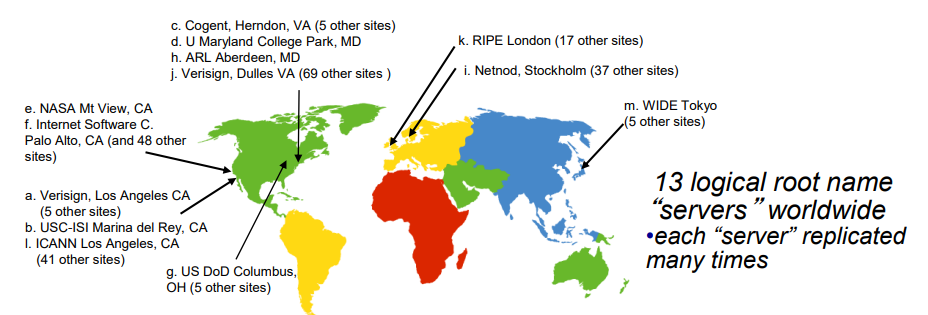 c. Cogent, Herndon, VA (5 other sites)
d. U Maryland College Park, MD
h. ARL Aberdeen, MD
j. Verisign, Dulles VA (69 other sites )
k. RIPE London (17 other sites)
i. Netnod, Stockholm (37 other sites)
m. WIDE Tokyo
(5 other sites)
e. NASA Mt View, CA
f. Internet Software C.
Palo Alto, CA (and 48 other
sites)
a. Verisign, Los Angeles CA
(5 other sites)
b. USC-ISI Marina del Rey, CA
l. ICANN Los Angeles, CA
(41 other sites)
g. US DoD Columbus,
OH (5 other sites)
13 logical root name
“servers” worldwide
•each “server” replicated
many times